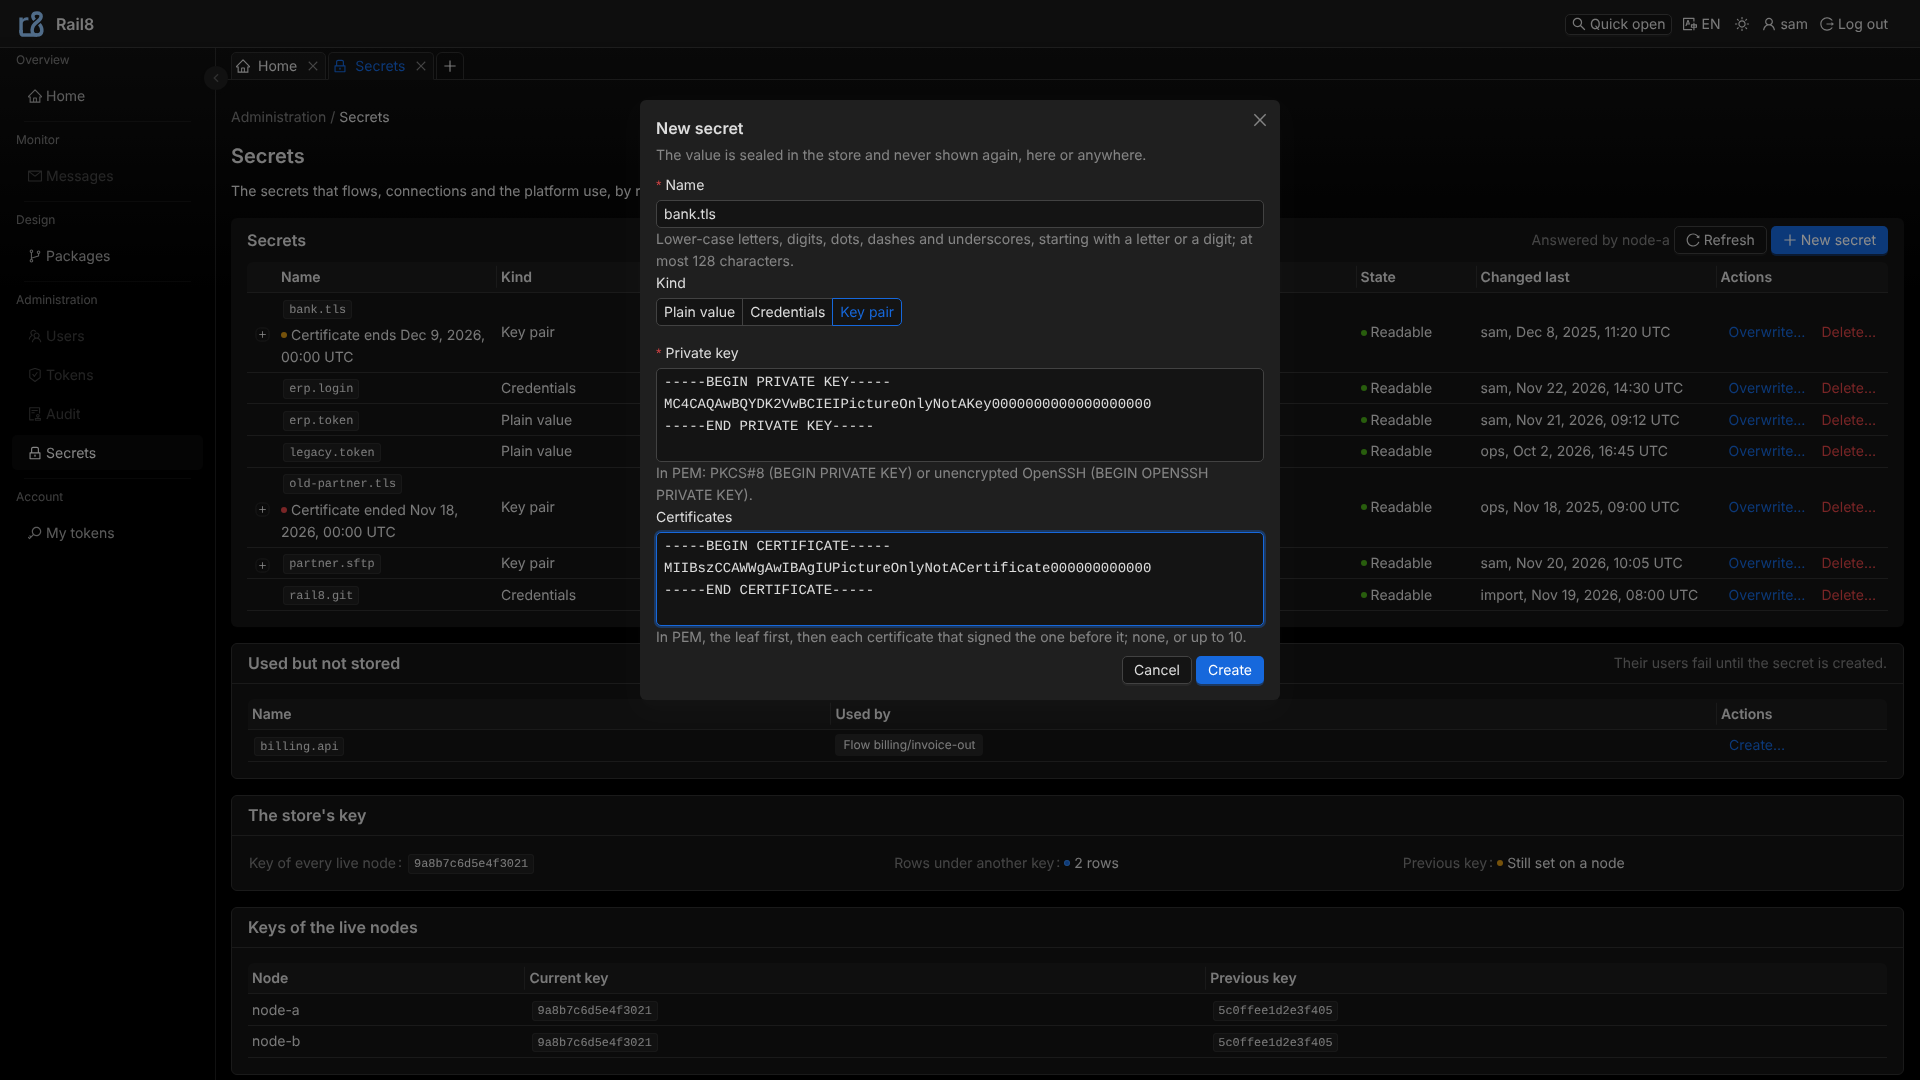 Rail8
Quick open
EN
sam
Log out
Overview
Home
Monitor
Messages
Design
Packages
Administration
Users
Tokens
Audit
Secrets
Account
My tokens
Home
Secrets
Administration / Secrets
Secrets
The secrets that flows, connections and the platform use, by
Secrets
Answered by node-a
Refresh
New secret
Name Kind State Changed last Actions
bank.tls
Certificate ends Dec 9, 2026, 00:00 UTC
Key pair Readable sam, Dec 8, 2025, 11:20 UTC Overwrite... Delete...
erp.login Credentials Readable sam, Nov 22, 2026, 14:30 UTC Overwrite... Delete...
erp.token Plain value Readable sam, Nov 21, 2026, 09:12 UTC Overwrite... Delete...
legacy.token Plain value Readable ops, Oct 2, 2026, 16:45 UTC Overwrite... Delete...
old-partner.tls
Certificate ended Nov 18, 2026, 00:00 UTC
Key pair Readable ops, Nov 18, 2025, 09:00 UTC Overwrite... Delete...
partner.sftp Key pair Readable sam, Nov 20, 2026, 10:05 UTC Overwrite... Delete...
rail8.git Credentials Readable import, Nov 19, 2026, 08:00 UTC Overwrite... Delete...
New secret
The value is sealed in the store and never shown again, here or anywhere.
* Name
bank.tls
Lower-case letters, digits, dots, dashes and underscores, starting with a letter or a digit; at
most 128 characters.
Kind
Plain value Credentials Key pair
* Private key
-----BEGIN PRIVATE KEY-----
MC4CAQAwBQYDK2VwBCIEIPictureOnlyNotAKey0000000000000000000
-----END PRIVATE KEY-----
In PEM: PKCS#8 (BEGIN PRIVATE KEY) or unencrypted OpenSSH (BEGIN OPENSSH
PRIVATE KEY).
Certificates
-----BEGIN CERTIFICATE-----
MIIBszCCAWWgAwIBAgIUPictureOnlyNotACertificate000000000000
-----END CERTIFICATE-----
In PEM, the leaf first, then each certificate that signed the one before it; none, or up to 10.
Cancel Create
Used but not stored
Their users fail until the secret is created.
Name Used by Actions
billing.api Flow billing/invoice-out Create...
The store's key
Key of every live node: 9a8b7c6d5e4f3021
Rows under another key: 2 rows
Previous key: Still set on a node
Keys of the live nodes
Node Current key Previous key
node-a 9a8b7c6d5e4f3021 5c0ffee1d2e3f405
node-b 9a8b7c6d5e4f3021 5c0ffee1d2e3f405